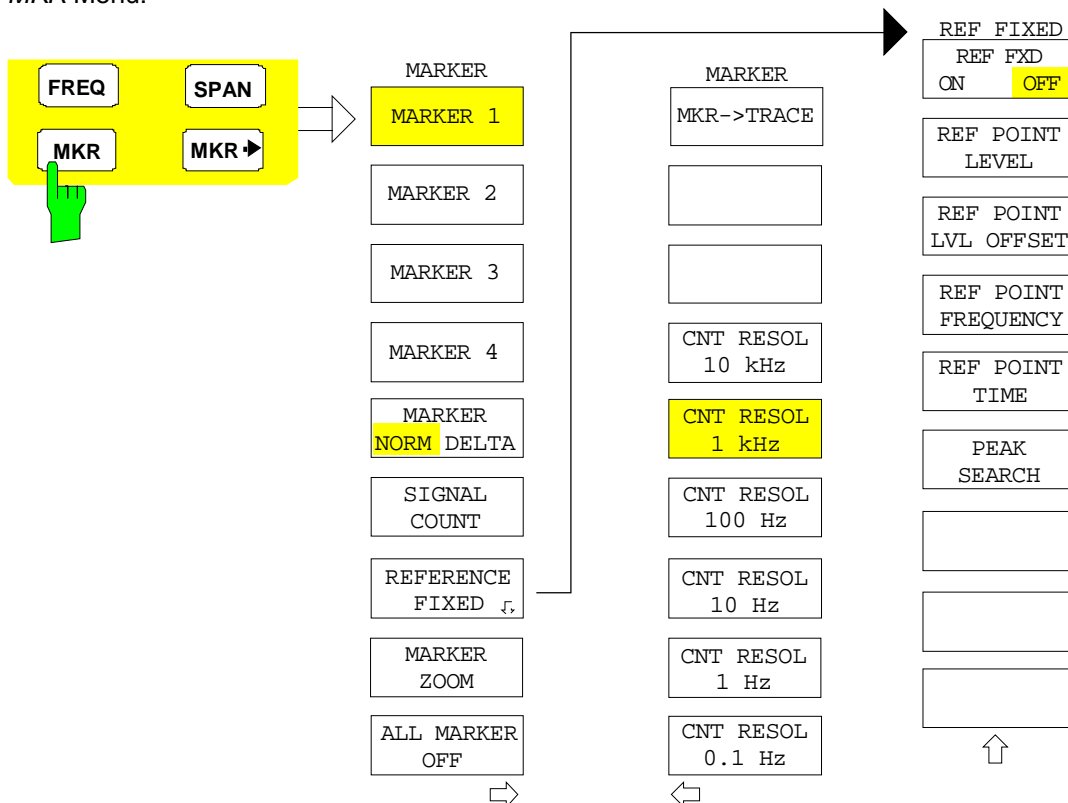 MKR Menu.
FREQ
SPAN
MKR
MKR
MARKER
MARKER 1
MARKER 2
MARKER 3
MARKER 4
MARKER
NORM DELTA
SIGNAL
COUNT
REFERENCE
FIXED
MARKER
ZOOM
ALL MARKER
OFF
MARKER
MKR->TRACE
CNT RESOL
10 kHz
CNT RESOL
1 kHz
CNT RESOL
100 Hz
CNT RESOL
10 Hz
CNT RESOL
1 Hz
CNT RESOL
0.1 Hz
REF FIXED
REF FXD
ON OFF
REF POINT
LEVEL
REF POINT
LVL OFFSET
REF POINT
FREQUENCY
REF POINT
TIME
PEAK
SEARCH